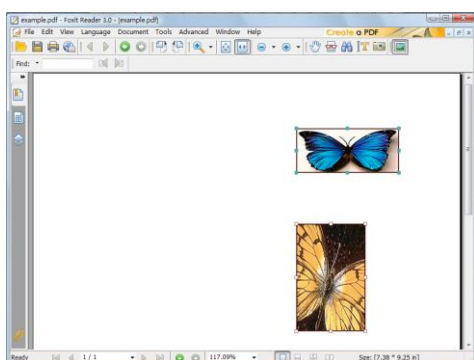 example.pdf - Foxit Reader 3.0 - [example.pdf]
File Edit View Language Document Tools Advanced Window Help
Create a PDF
Find:
Ready 1 / 1 117.09% Size: [7.38 * 9.25 in]